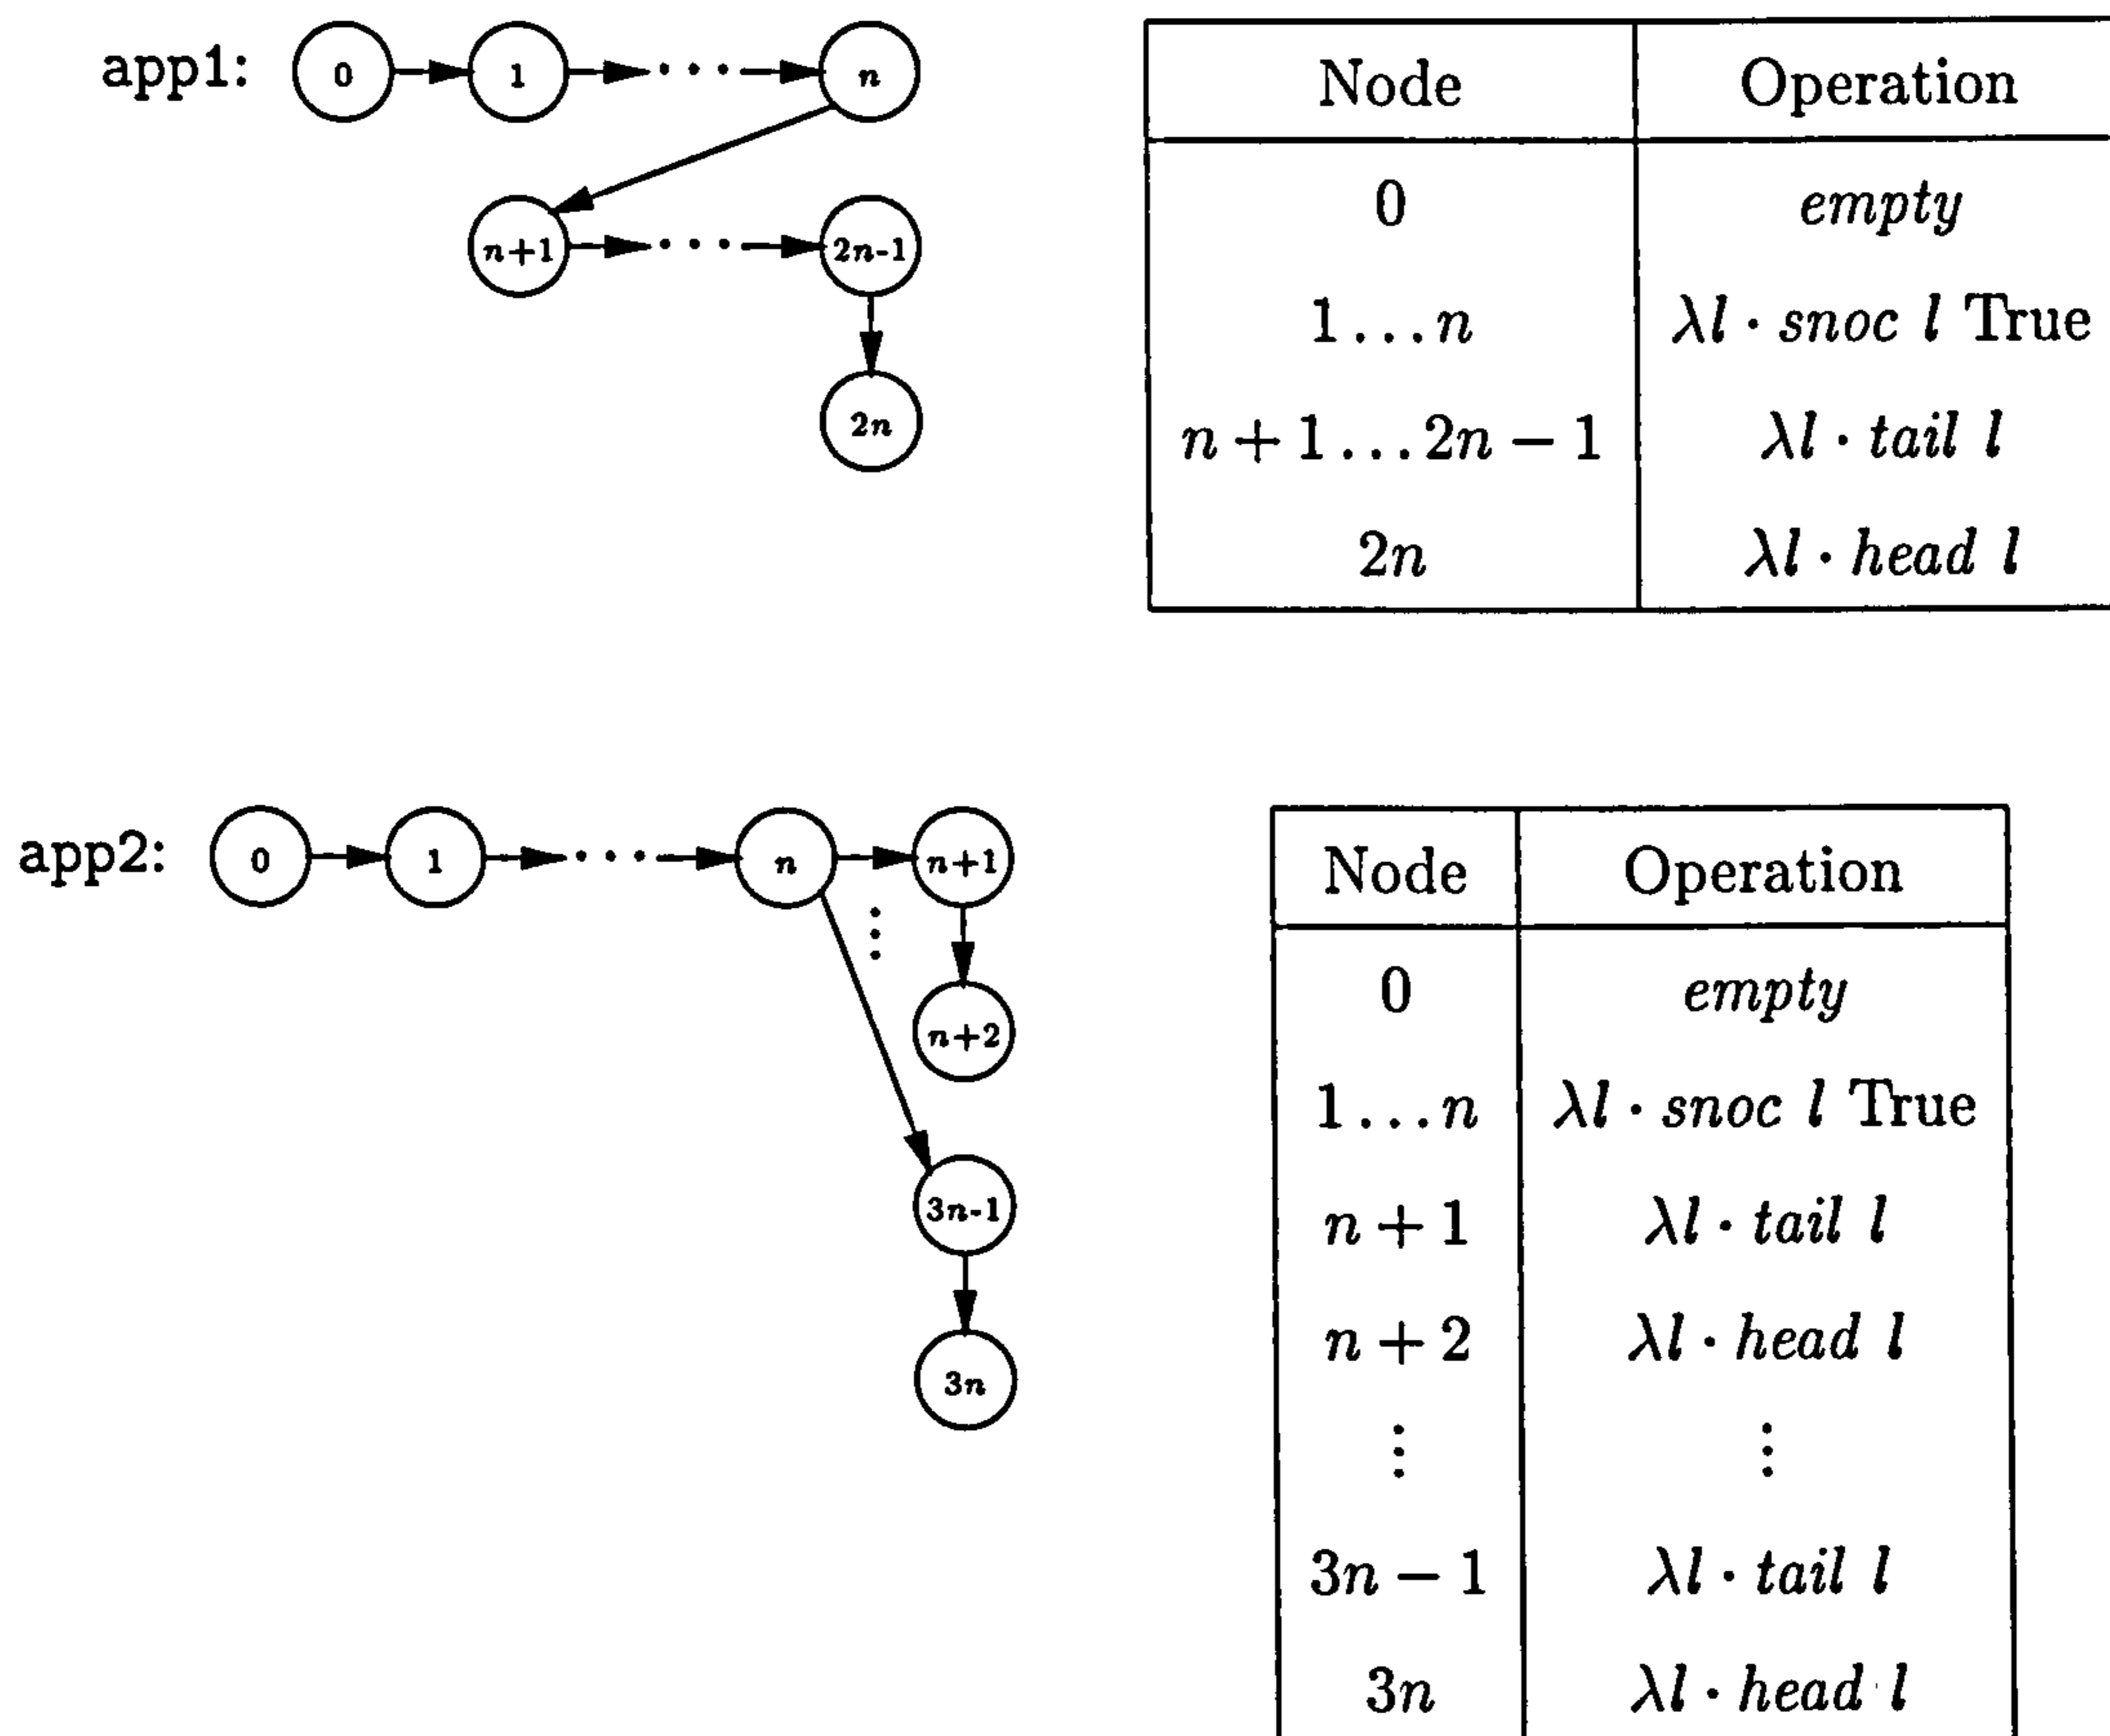 app1: 0 1 ··· n
n+1 ··· 2n-1
2n
Node Operation
0 empty
1...n λl · snoc l True
n + 1...2n − 1 λl · tail l
2n λl · head l
app2: 0 1 ··· n n+1
⋮
n+2
3n-1
3n
Node Operation
0 empty
1...n λl · snoc l True
n + 1 λl · tail l
n + 2 λl · head l
⋮ ⋮
3n − 1 λl · tail l
3n λl · head l